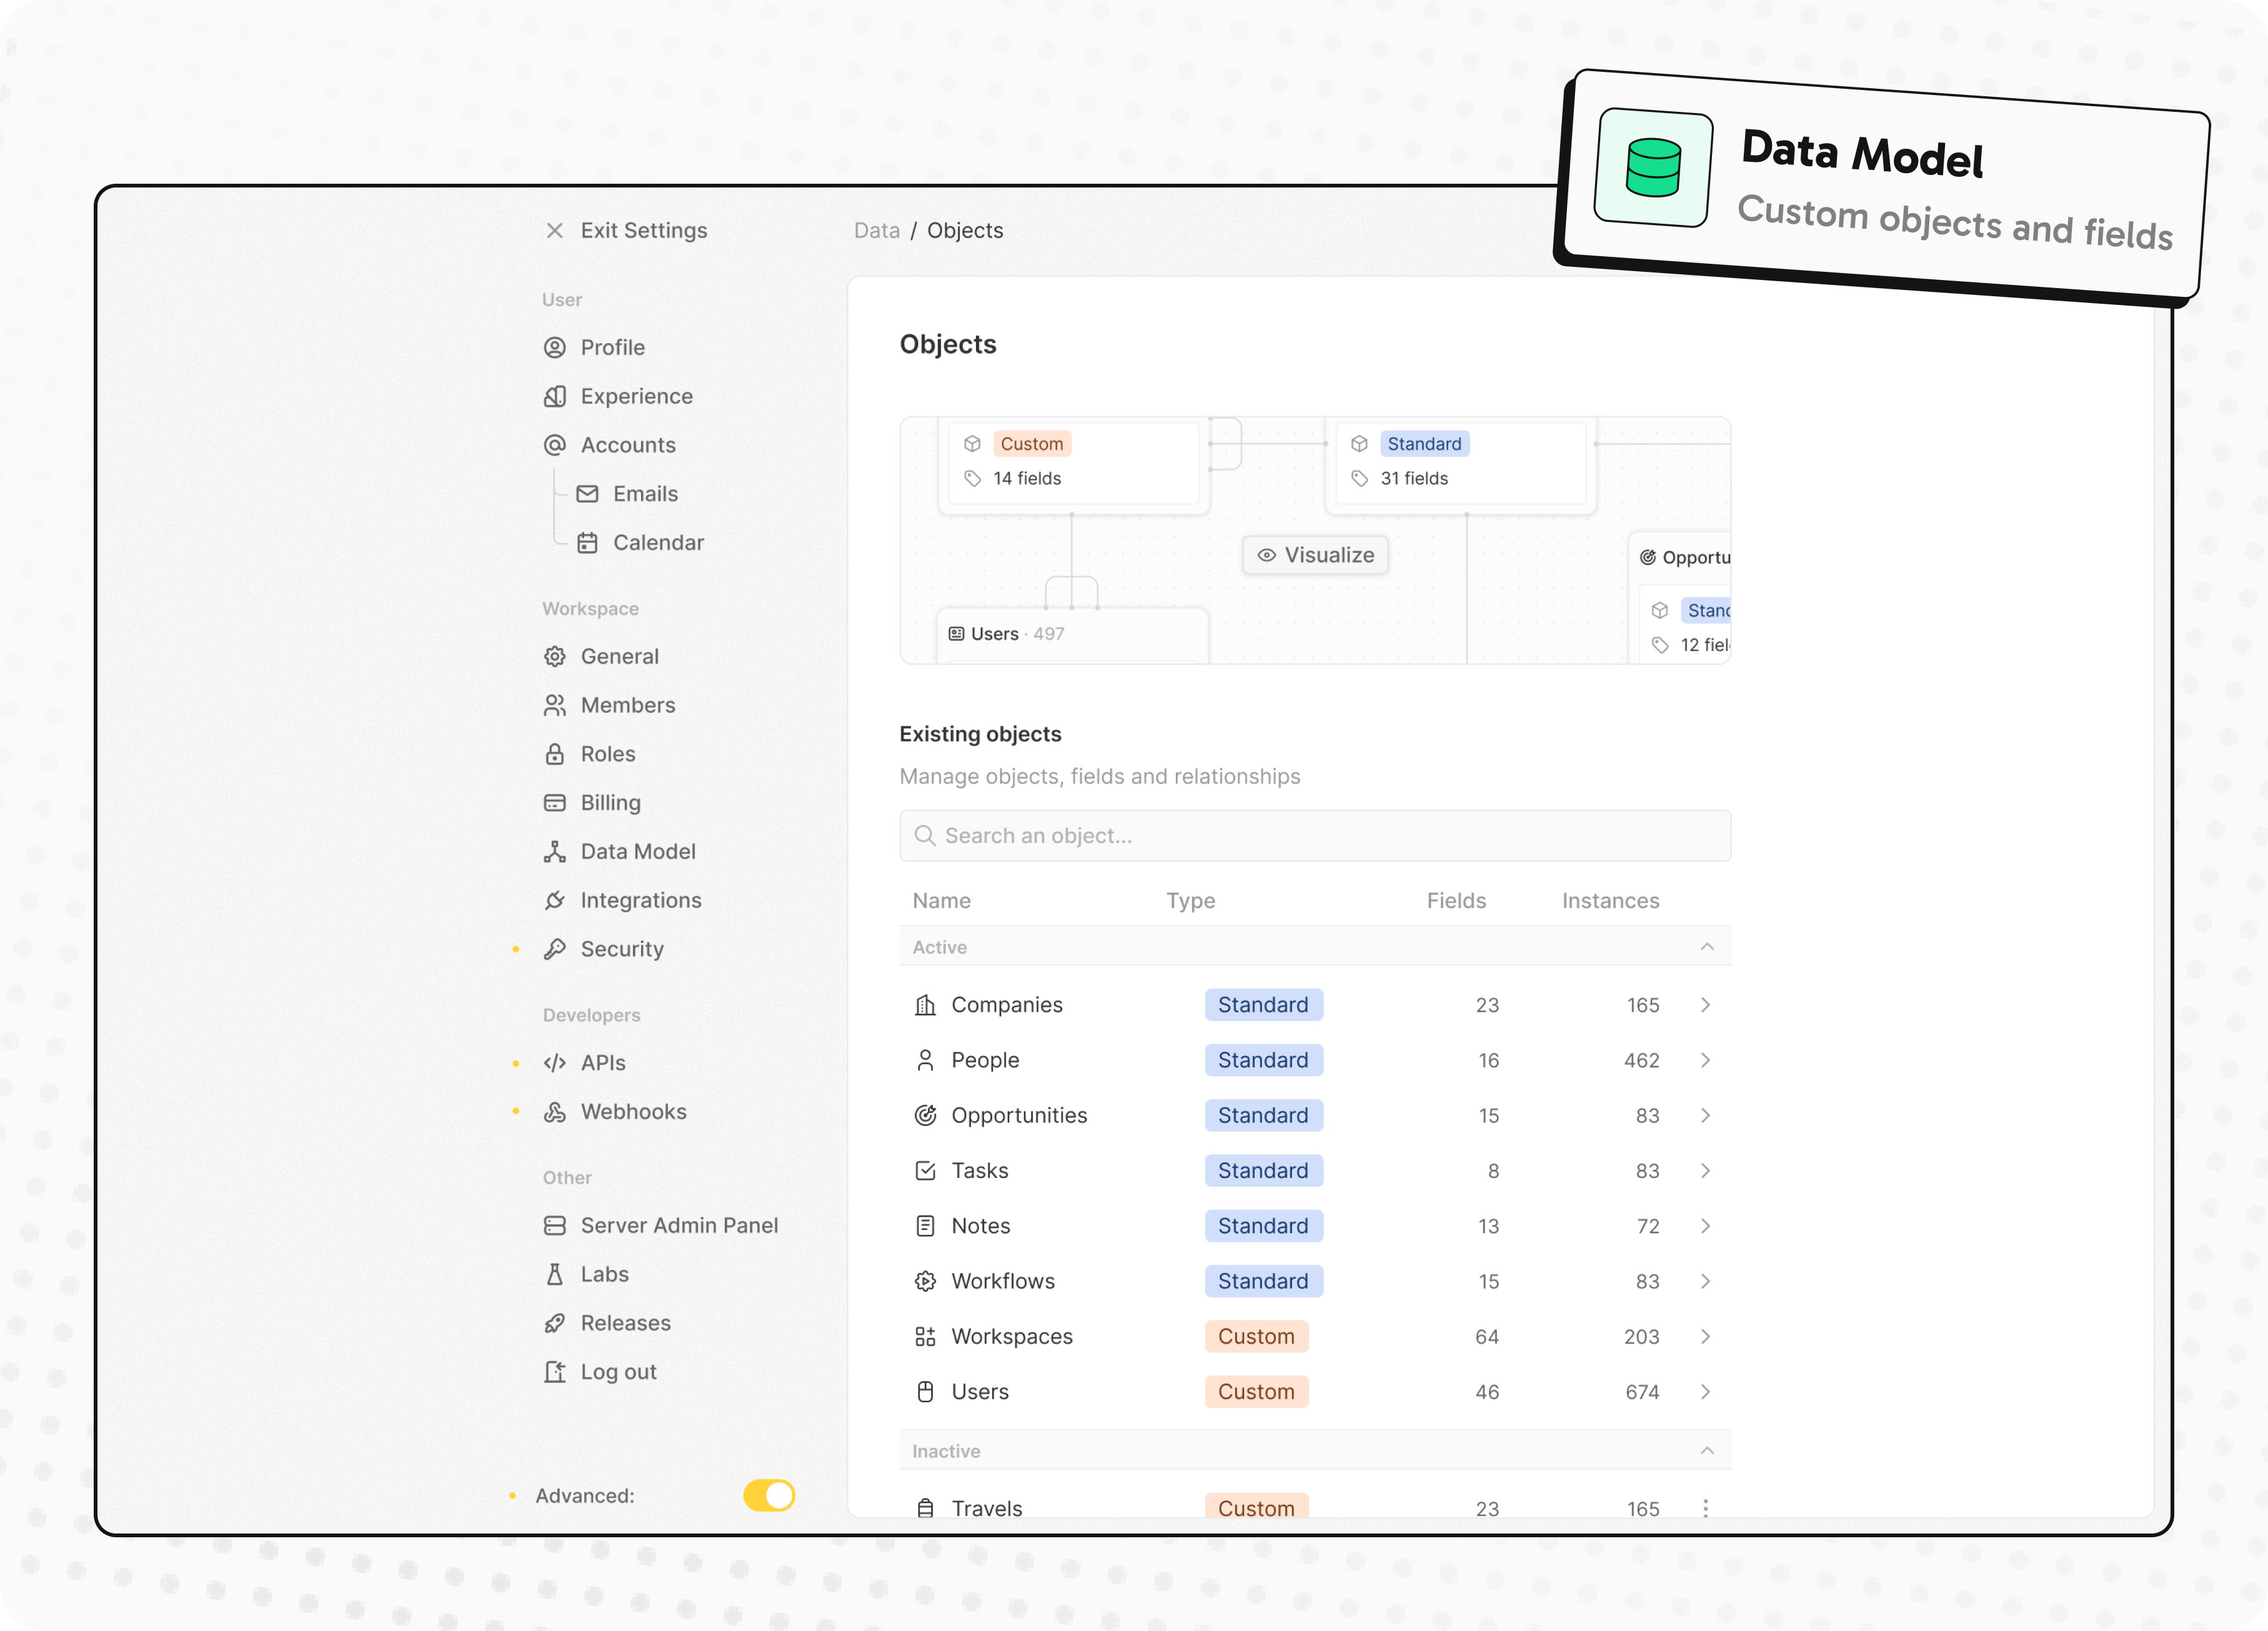 Data Model
Custom objects and fields
Exit Settings
User
Profile
Experience
Accounts
Emails
Calendar
Workspace
General
Members
Roles
Billing
Data Model
Integrations
Security
Developers
APIs
Webhooks
Other
Server Admin Panel
Labs
Releases
Log out
Advanced:
Data / Objects
Objects
Custom
14 fields
Standard
31 fields
Visualize
Users · 497
Opportu
Stand
12 fiel
Existing objects
Manage objects, fields and relationships
Search an object...
Name Type Fields Instances
Active
Companies Standard 23 165
People Standard 16 462
Opportunities Standard 15 83
Tasks Standard 8 83
Notes Standard 13 72
Workflows Standard 15 83
Workspaces Custom 64 203
Users Custom 46 674
Inactive
Travels Custom 23 165